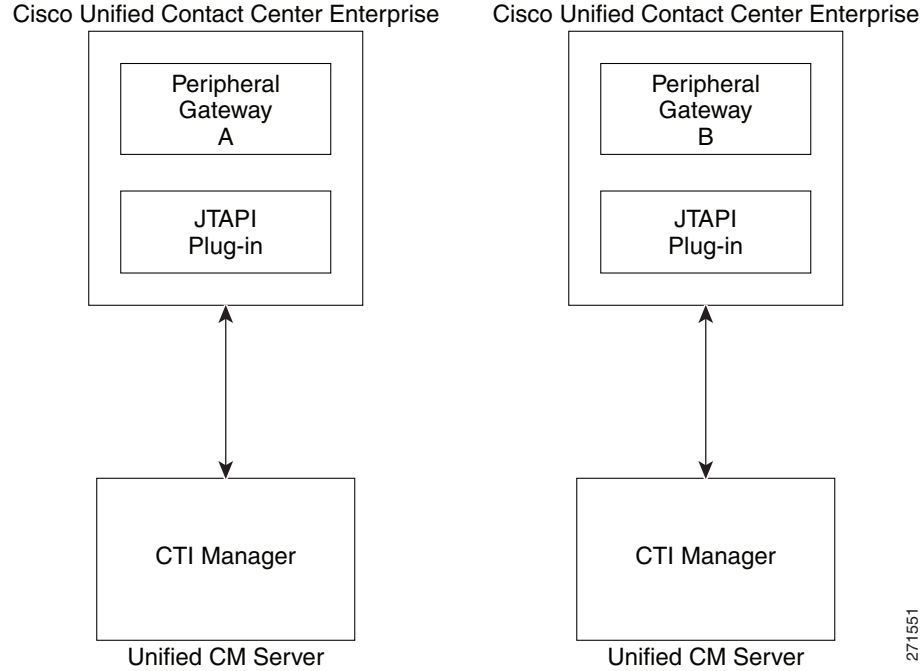 Cisco Unified Contact Center Enterprise
Peripheral
Gateway
A
JTAPI
Plug-in
CTI Manager
Unified CM Server
Cisco Unified Contact Center Enterprise
Peripheral
Gateway
B
JTAPI
Plug-in
CTI Manager
Unified CM Server
271551